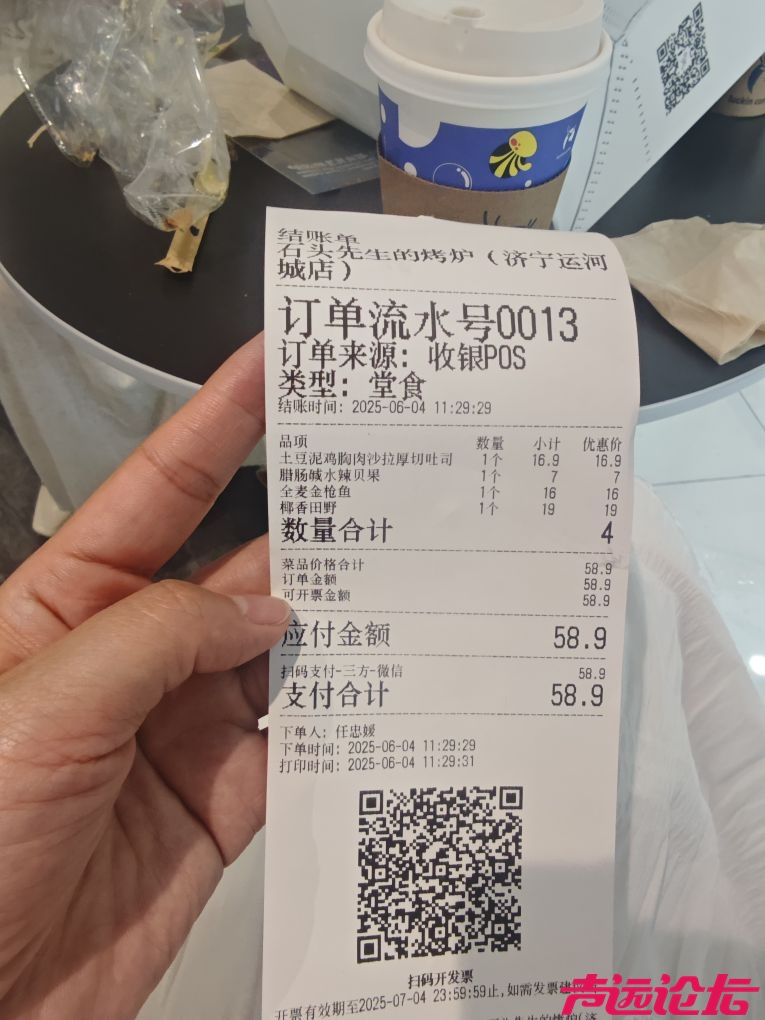 结账单
石头先生的烤炉（济宁运河
城店）
订单流水号0013
订单来源：收银POS
类型：堂食
结账时间：2025-06-04 11:29:29
品项 数量 小计 优惠价
土豆泥鸡胸肉沙拉厚切吐司 1个 16.9 16.9
腊肠碱水辣贝果 1个 7 7
全麦金枪鱼 1个 16 16
椰香田野 1个 19 19
数量合计 4
菜品价格合计 58.9
订单金额 58.9
可开票金额 58.9
应付金额 58.9
扫码支付-三方-微信 58.9
支付合计 58.9
下单人：任忠媛
下单时间：2025-06-04 11:29:29
打印时间：2025-06-04 11:29:31
扫码开发票
开票有效期至2025-07-04 23:59:59止,如需发票建
先生的烤炉(济
声远论坛